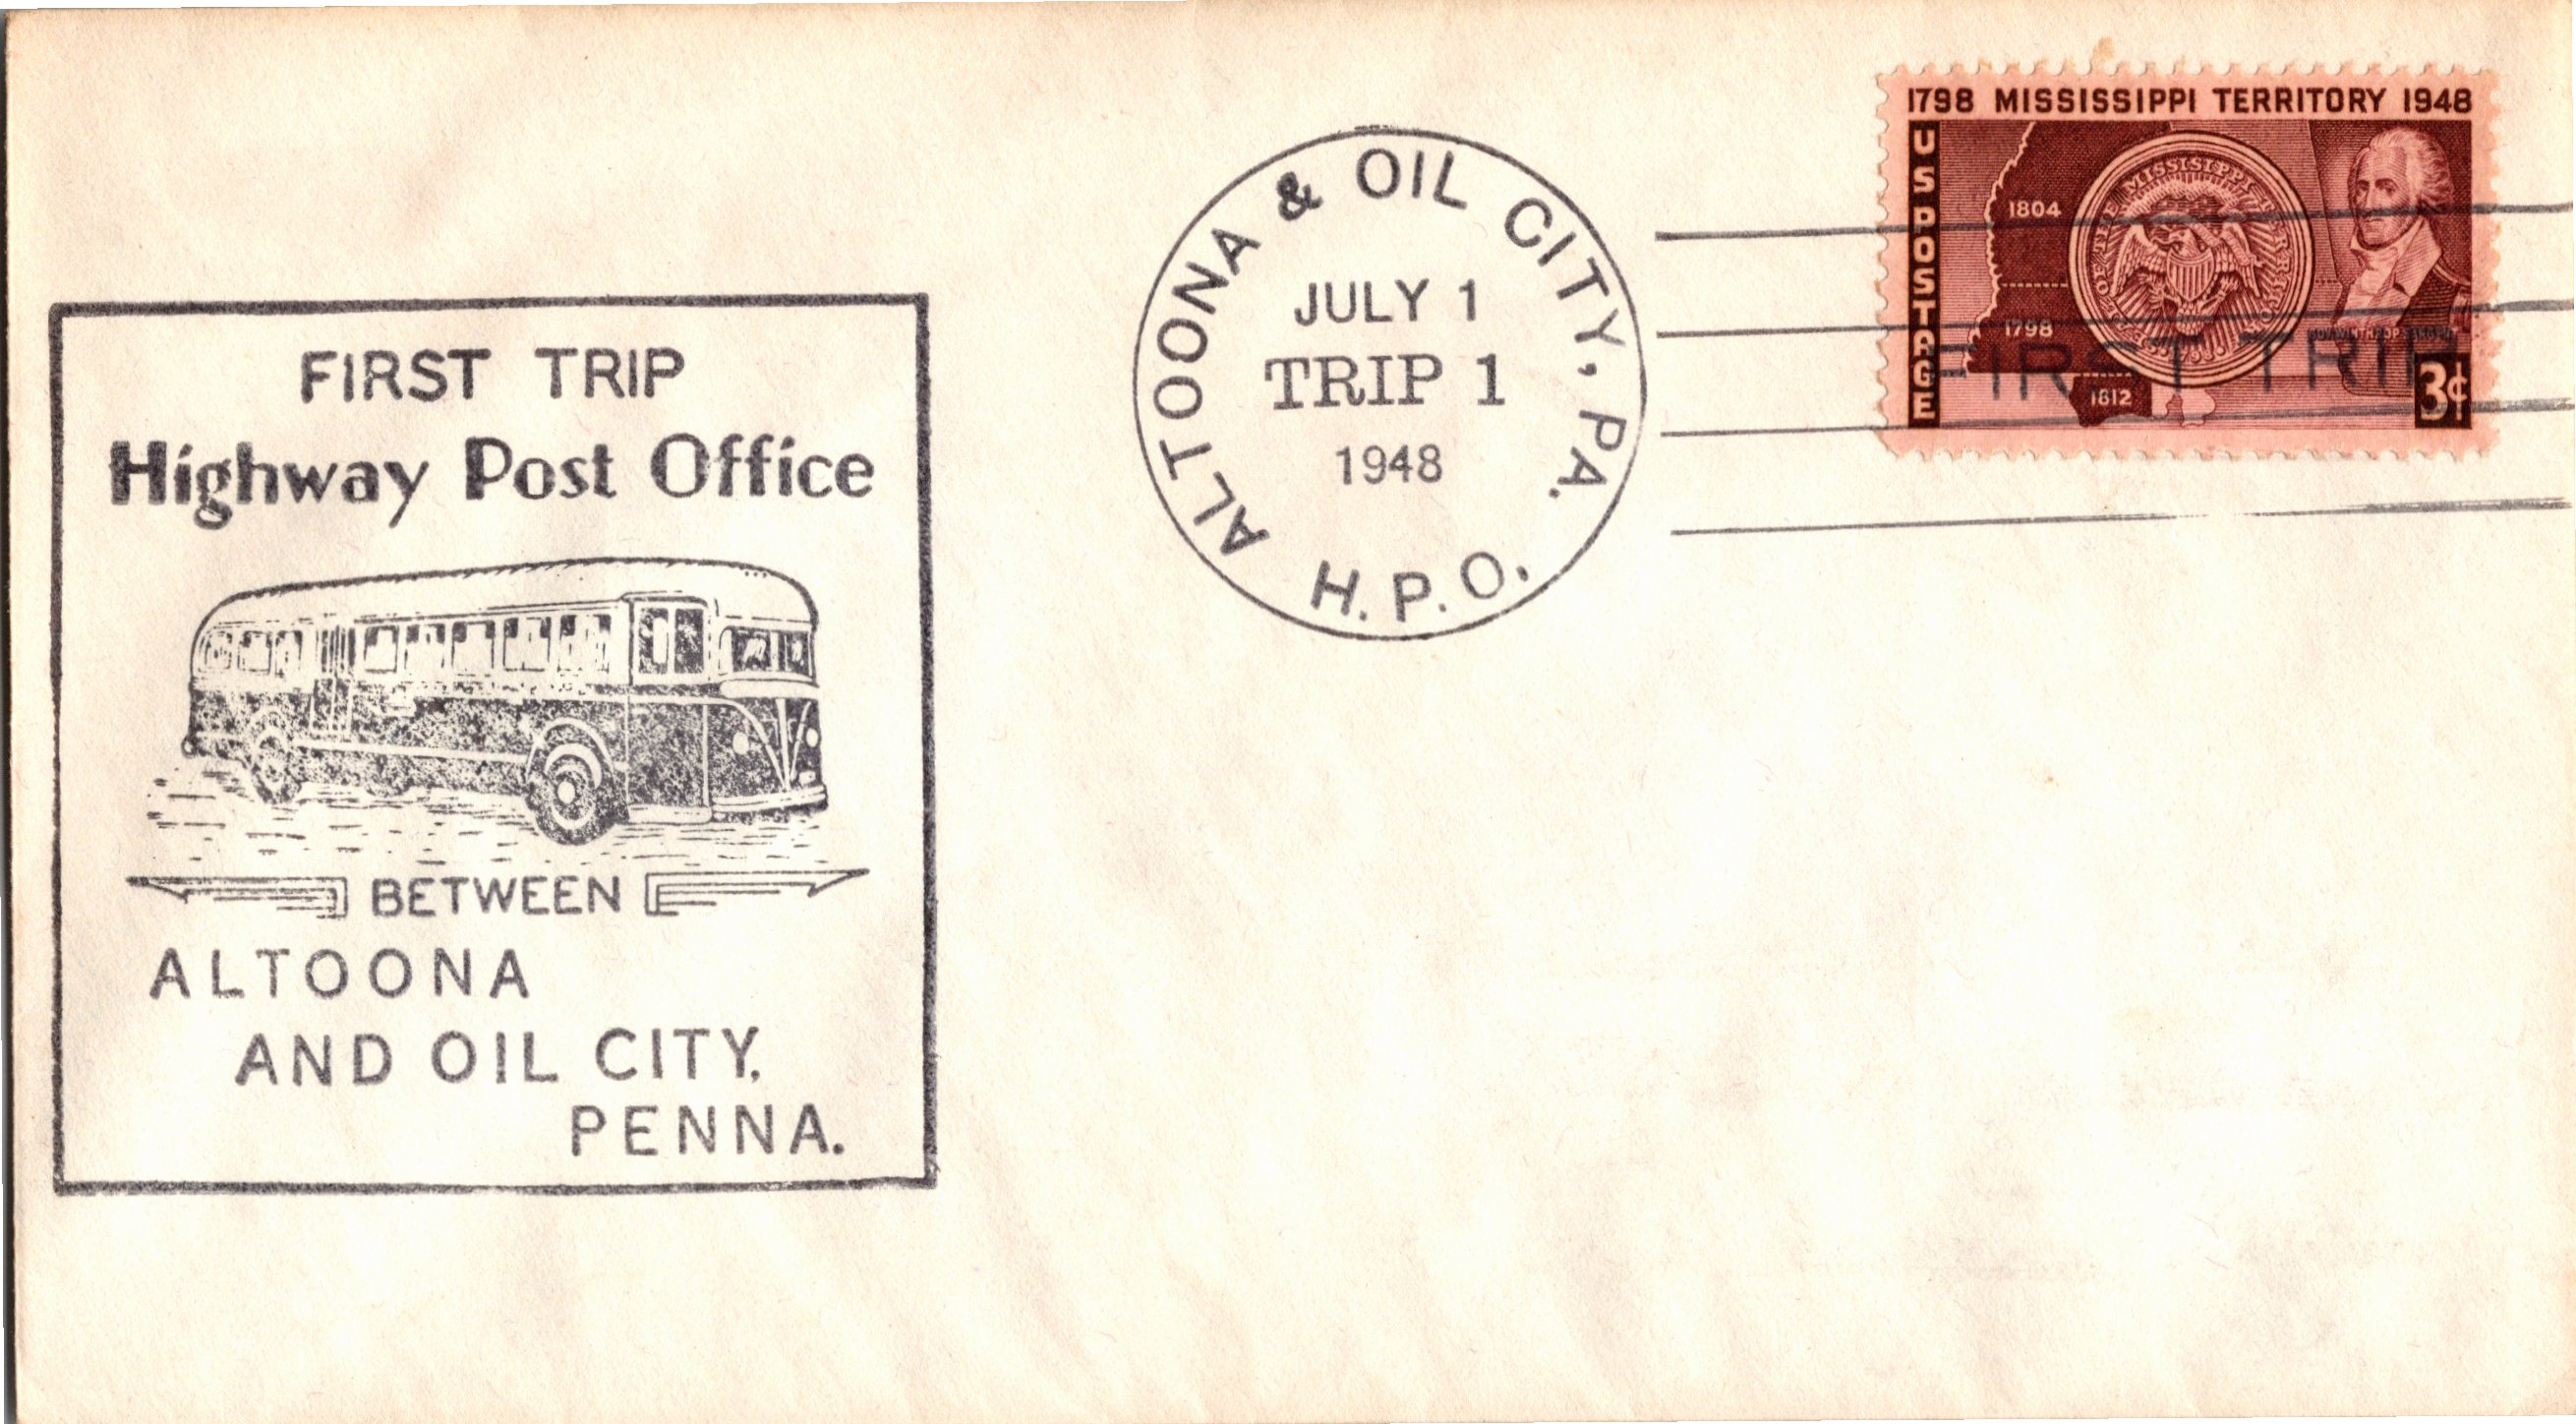 FIRST TRIP
Highway Post Office
BETWEEN
ALTOONA
AND OIL CITY,
PENNA.
ALTOONA & OIL CITY, PA.
JULY 1
TRIP 1
1948
H.P.O.
1798 MISSISSIPPI TERRITORY 1948
US POSTAGE
1804
1798
1812
3¢
FIRST TRIP